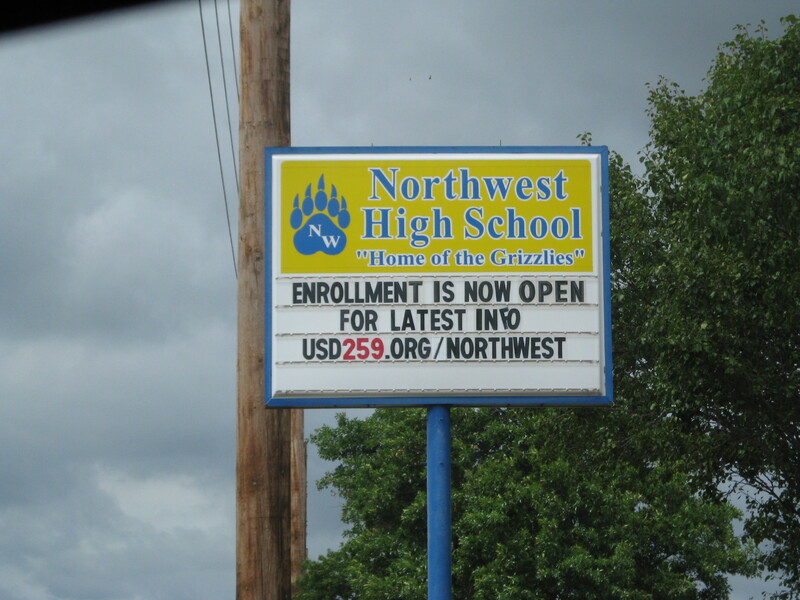 NW
Northwest
High School
"Home of the Grizzlies"
ENROLLMENT IS NOW OPEN
FOR LATEST INFO
USD259.ORG/NORTHWEST